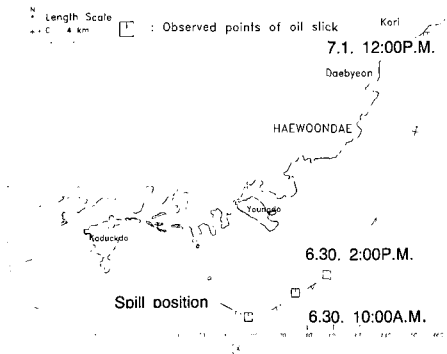 N
Length Scale
4 km
: Observed points of oil slick
Kori
7.1. 12:00P.M.
Daebyeon
HAEWOONDAE
Youngdo
Kaduckdo
6.30. 2:00P.M.
Spill position
6.30. 10:00A.M.